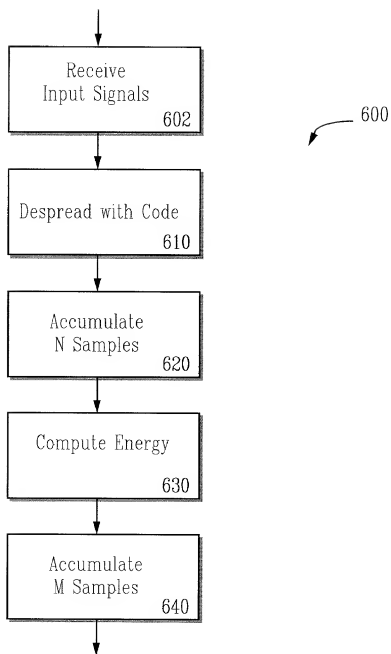 Receive
Input Signals
602
600
Despread with Code
610
Accumulate
N Samples
620
Compute Energy
630
Accumulate
M Samples
640